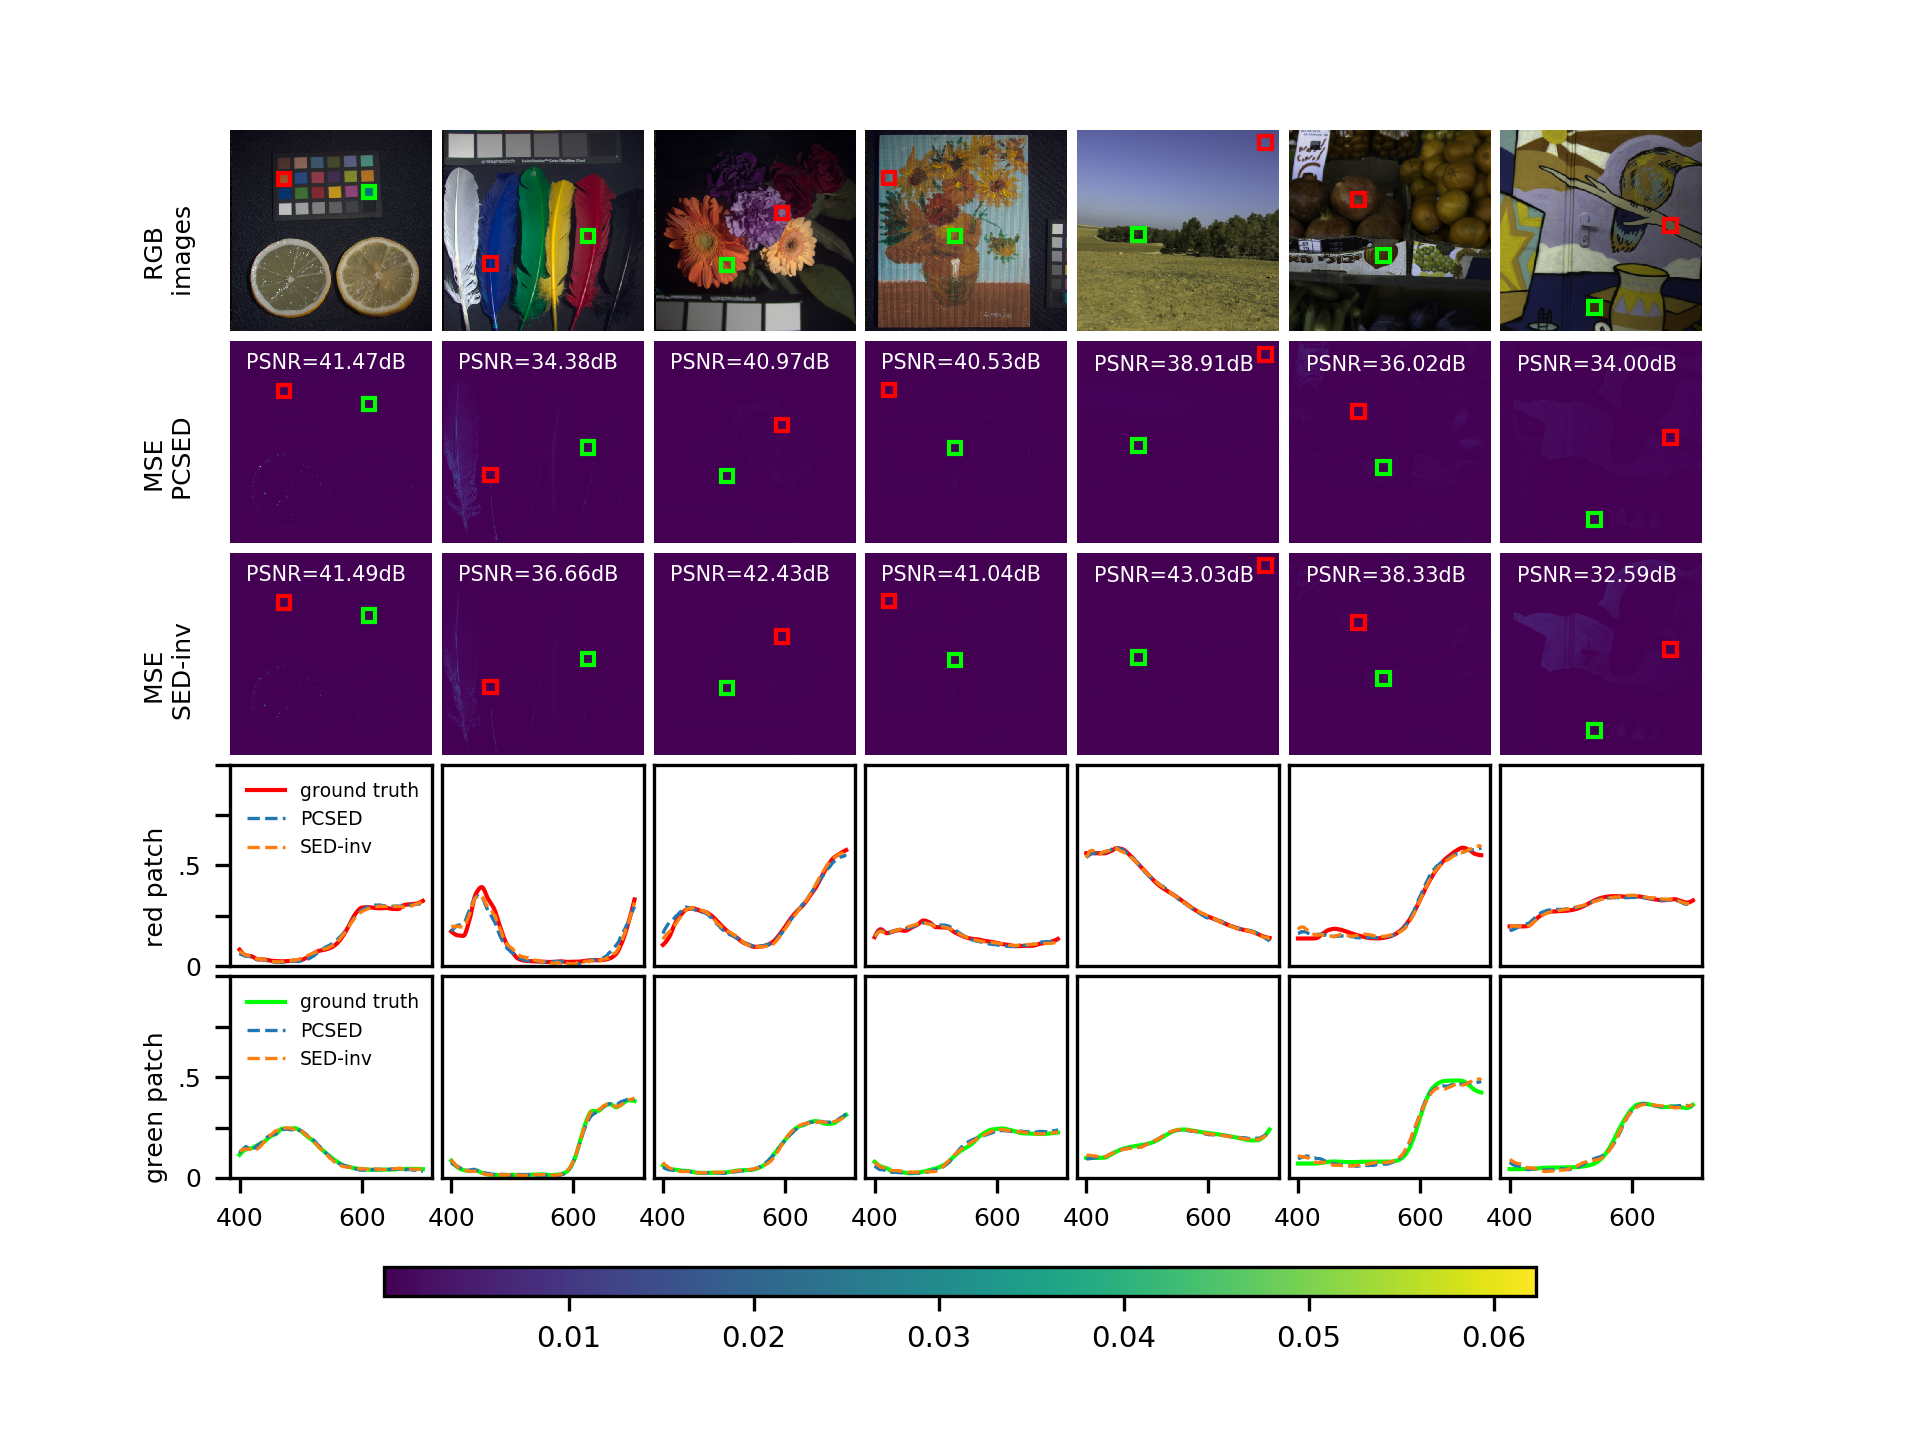 RGB
images
MSE
PCSED
PSNR=41.47dB
PSNR=34.38dB
PSNR=40.97dB
PSNR=40.53dB
PSNR=38.91dB
PSNR=36.02dB
PSNR=34.00dB
MSE
SED-inv
PSNR=41.49dB
PSNR=36.66dB
PSNR=42.43dB
PSNR=41.04dB
PSNR=43.03dB
PSNR=38.33dB
PSNR=32.59dB
red patch
.5
0
ground truth
PCSED
SED-inv
green patch
.5
0
ground truth
PCSED
SED-inv
400 600 400 600 400 600 400 600 400 600 400 600 400 600
0.01 0.02 0.03 0.04 0.05 0.06